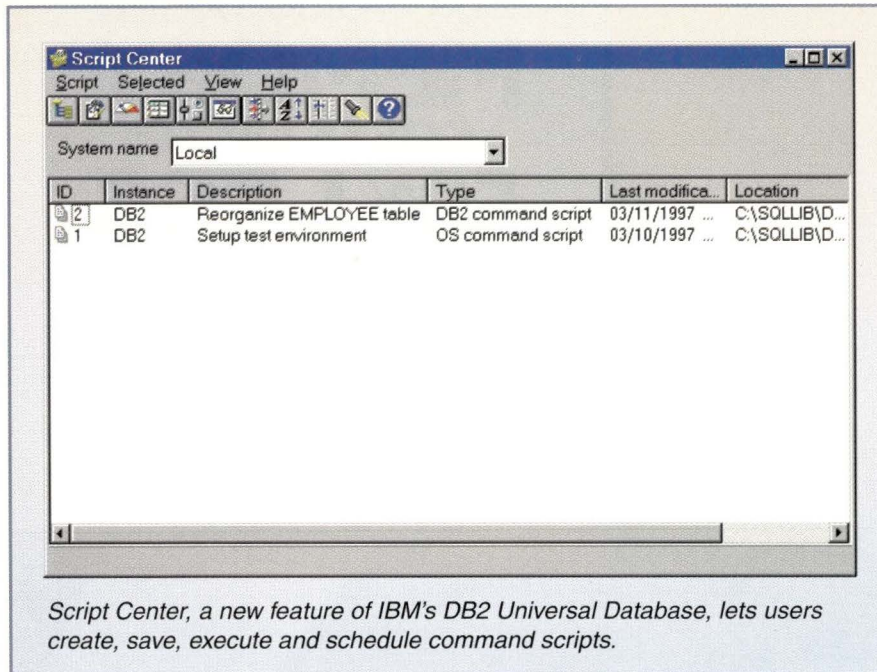 Script Center
Script Selected View Help
System name Local
ID Instance Description Type Last modifica... Location
2 DB2 Reorganize EMPLOYEE table DB2 command script 03/11/1997 ... C:\SQLLIB\D...
1 DB2 Setup test environment OS command script 03/10/1997 ... C:\SQLLIB\D...
Script Center, a new feature of IBM's DB2 Universal Database, lets users
create, save, execute and schedule command scripts.